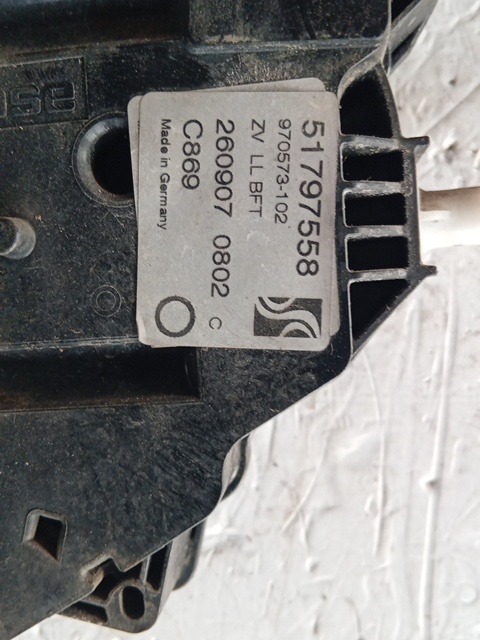 51797558
970573-102
ZV LL BFT
260907 0802 C
C869
Made in Germany